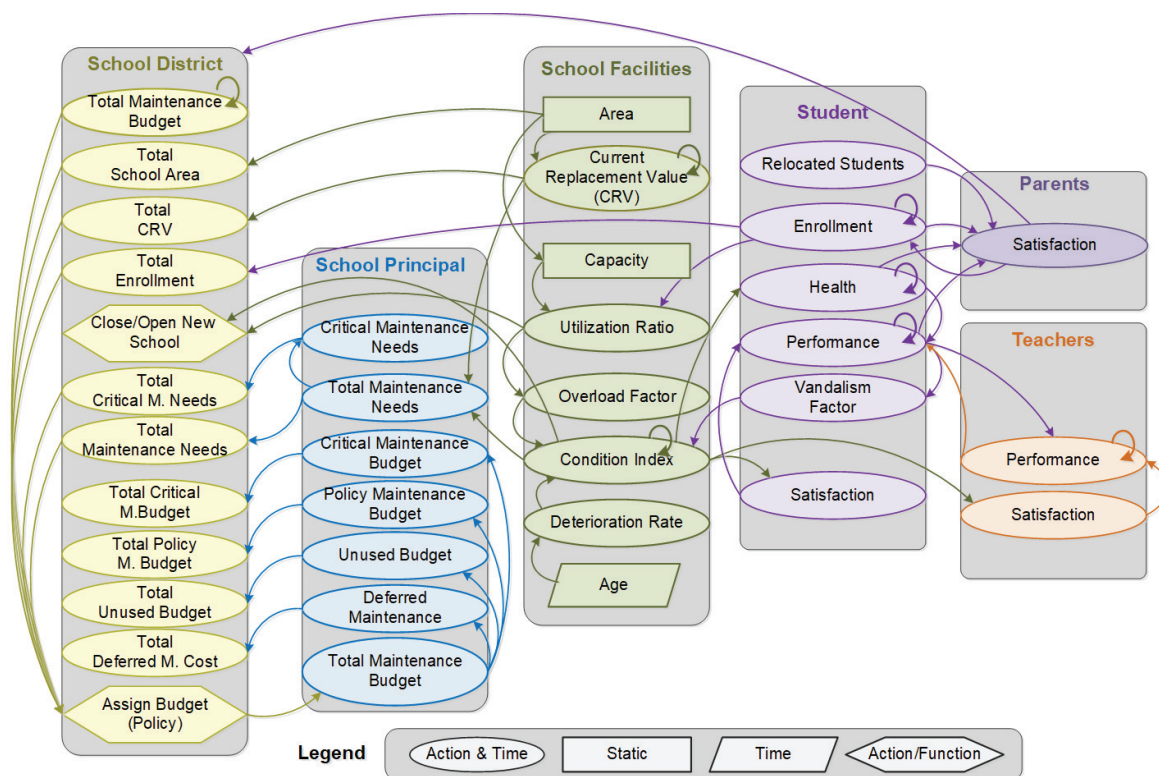 School District
Total Maintenance
Budget
Total
School Area
Total
CRV
Total
Enrollment
Close/Open New
School
Total
Critical M. Needs
Total
Maintenance Needs
Total Critical
M.Budget
Total Policy
M. Budget
Total
Unused Budget
Total
Deferred M. Cost
Assign Budget
(Policy)
School Principal
Critical Maintenance
Needs
Total Maintenance
Needs
Critical Maintenance
Budget
Policy Maintenance
Budget
Unused Budget
Deferred
Maintenance
Total Maintenance
Budget
School Facilities
Area
Current
Replacement Value
(CRV)
Capacity
Utilization Ratio
Overload Factor
Condition Index
Deterioration Rate
Age
Student
Relocated Students
Enrollment
Health
Performance
Vandalism
Factor
Satisfaction
Parents
Satisfaction
Teachers
Performance
Satisfaction
Legend
Action & Time
Static
Time
Action/Function